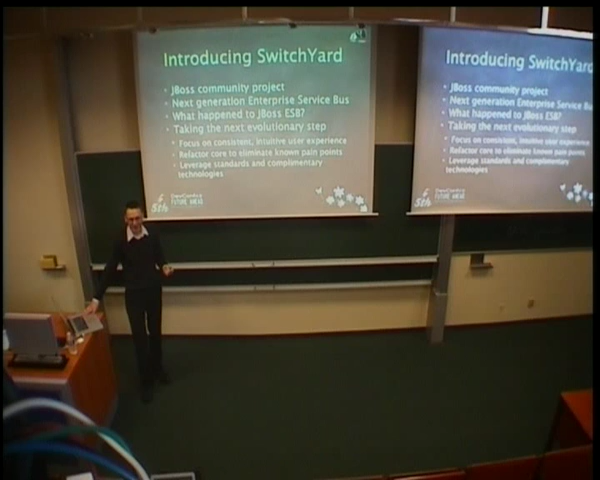 Introducing SwitchYard
JBoss community project
Next generation Enterprise Service Bus
What happened to JBoss ESB?
Taking the next evolutionary step
Focus on consistent, intuitive user experience
Refactor core to eliminate known pain points
Leverage standards and complimentary
technologies
5th
Introducing SwitchYard
JBoss community project
Next generation Enterprise Service Bu
What happened to JBoss ESB?
Taking the next evolutionary step
Focus on consistent, intuitive user experience
Refactor core to eliminate known pain points
Leverage standards and complimentary
technologies
5th